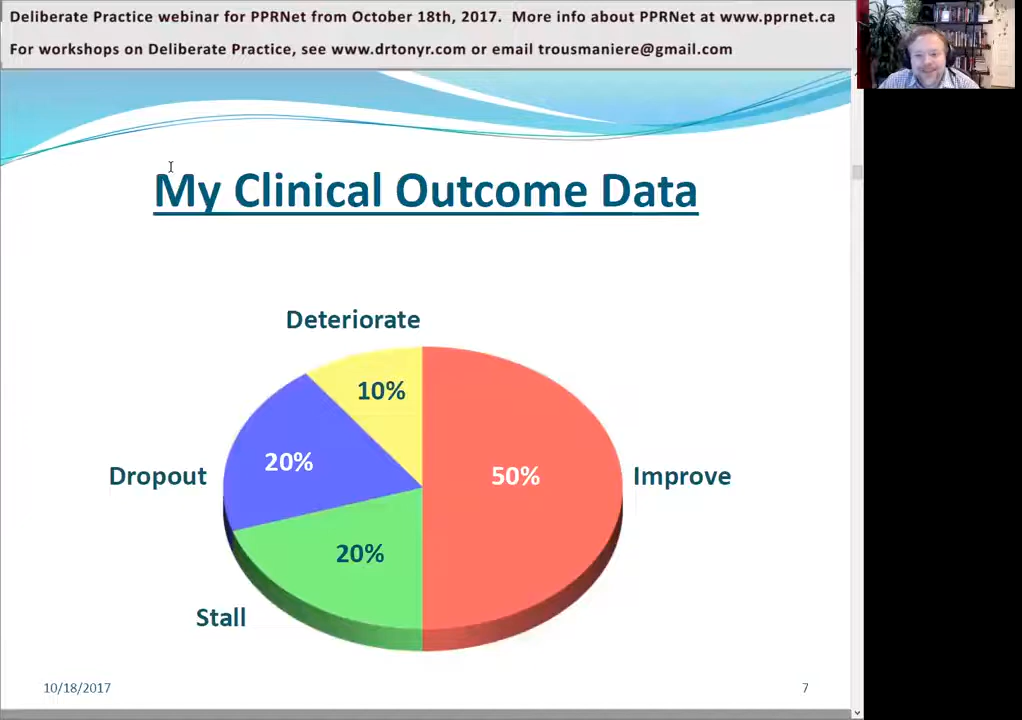 Deliberate Practice webinar for PPRNet from October 18th, 2017. More info about PPRNet at www.pprnet.ca
For workshops on Deliberate Practice, see www.drtonyr.com or email trousmaniere@gmail.com
My Clinical Outcome Data
Deteriorate
10%
20%
Dropout
50%
Improve
20%
Stall
10/18/2017
7